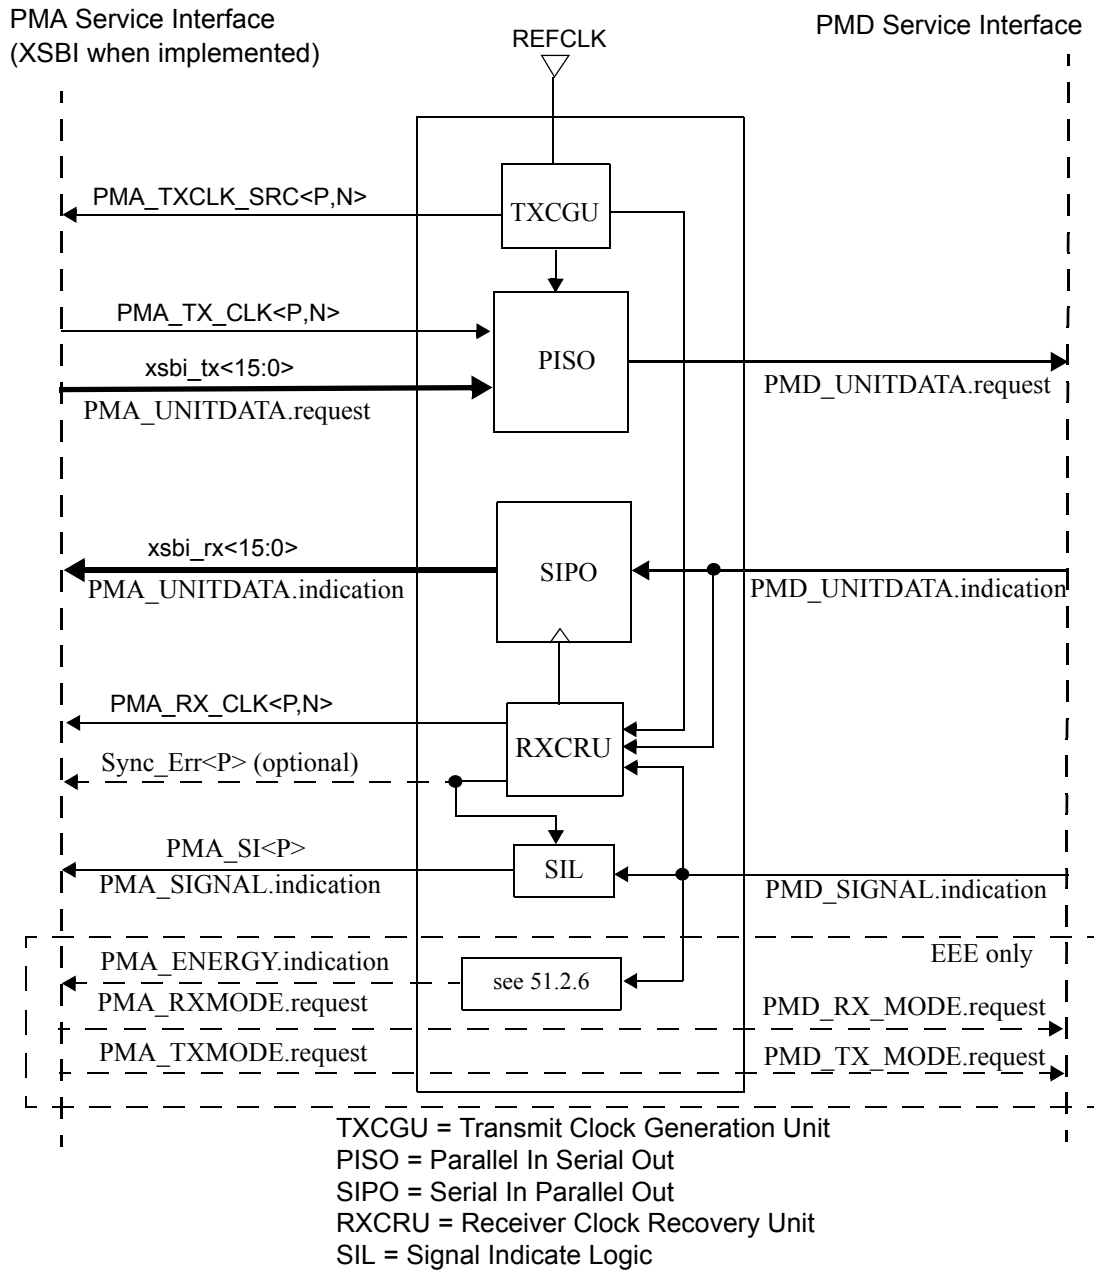 PMA Service Interface
(XSBI when implemented)
REFCLK
PMD Service Interface
PMA_TXCLK_SRC<P,N>
TXCGU
PMA_TX_CLK<P,N>
xsbi_tx<15:0>
PMA_UNITDATA.request
PISO
PMD_UNITDATA.request
xsbi_rx<15:0>
PMA_UNITDATA.indication
SIPO
PMD_UNITDATA.indication
PMA_RX_CLK<P,N>
RXCRU
Sync_Err<P> (optional)
PMA_SI<P>
PMA_SIGNAL.indication
SIL
PMD_SIGNAL.indication
EEE only
PMA_ENERGY.indication
see 51.2.6
PMA_RXMODE.request
PMD_RX_MODE.request
PMA_TXMODE.request
PMD_TX_MODE.request
TXCGU = Transmit Clock Generation Unit
PISO = Parallel In Serial Out
SIPO = Serial In Parallel Out
RXCRU = Receiver Clock Recovery Unit
SIL = Signal Indicate Logic